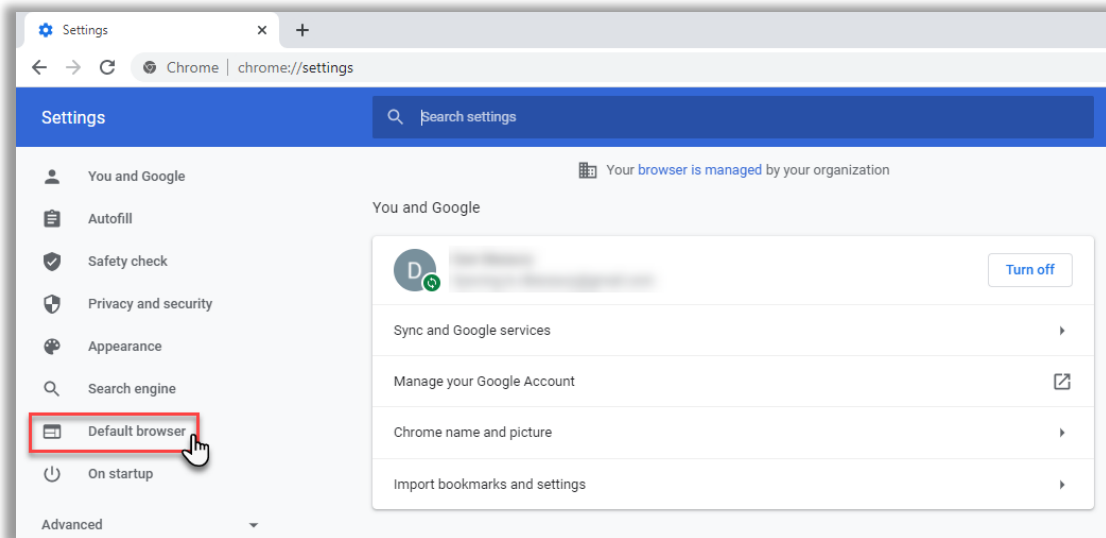 Settings
Chrome | chrome://settings
Settings
Search settings
You and Google
Autofill
Safety check
Privacy and security
Appearance
Search engine
Default browser
On startup
Advanced
Your browser is managed by your organization
You and Google
D
Turn off
Sync and Google services
Manage your Google Account
Chrome name and picture
Import bookmarks and settings